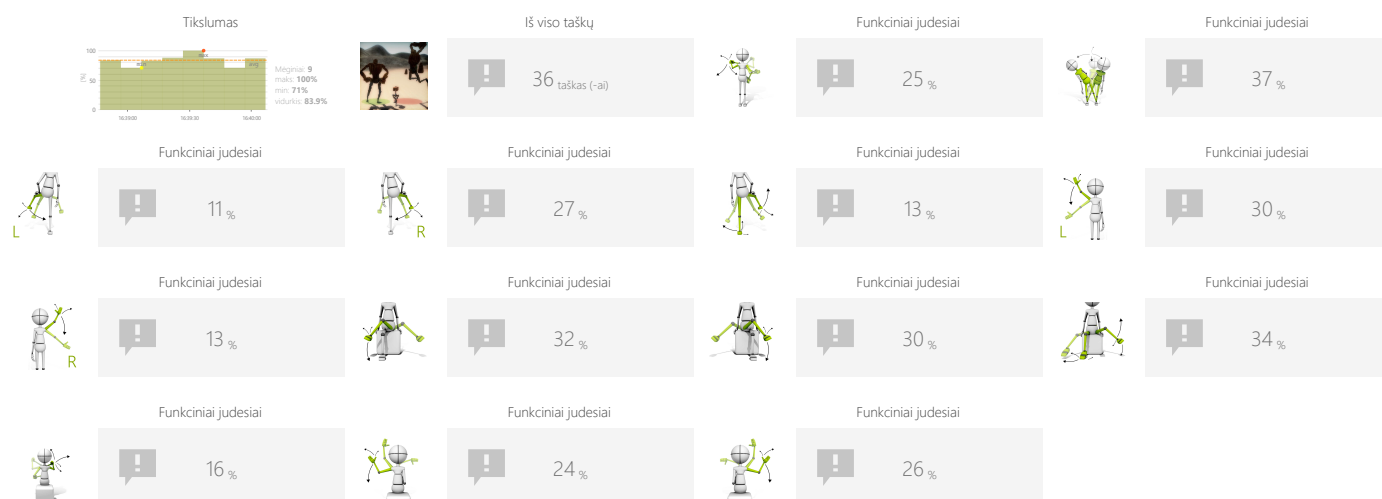 Tikslumas
100
50
0
[%]
max
min
avg
16:39:00
16:39:30
16:40:00
Mėginiai: 9
maks: 100%
min: 71%
vidurkis: 83.9%
Iš viso taškų
36 taškas (-ai)
Funkciniai judesiai
25 %
Funkciniai judesiai
37 %
Funkciniai judesiai
L
11 %
Funkciniai judesiai
R
27 %
Funkciniai judesiai
13 %
Funkciniai judesiai
L
30 %
Funkciniai judesiai
R
13 %
Funkciniai judesiai
32 %
Funkciniai judesiai
30 %
Funkciniai judesiai
34 %
Funkciniai judesiai
16 %
Funkciniai judesiai
24 %
Funkciniai judesiai
26 %